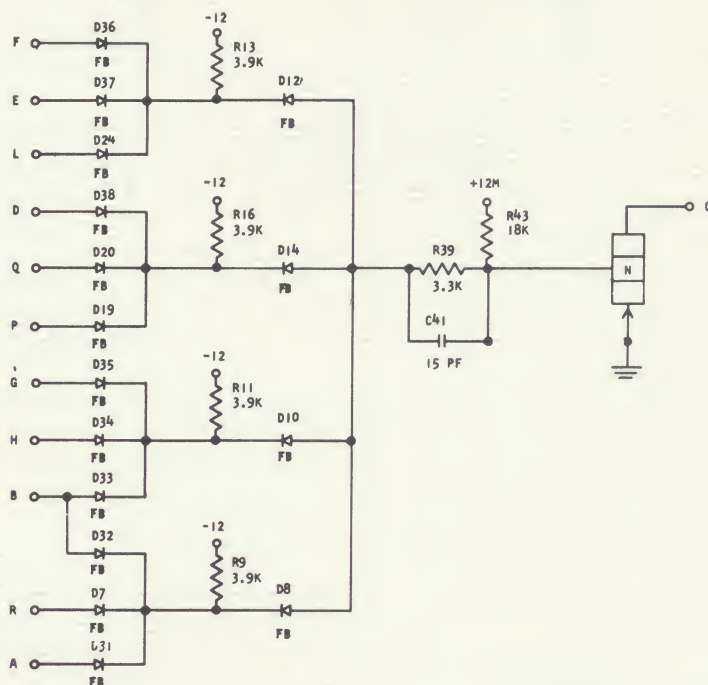 F
D36
FB
E
D37
FB
L
D24
FB
-12
R13
3.9K
D12
FB
D
D38
FB
Q
D20
FB
P
D19
FB
-12
R16
3.9K
D14
FB
R39
3.3K
C41
15 PF
+12M
R43
18K
N
G
D35
FB
H
D34
FB
B
D33
FB
D32
FB
-12
R11
3.9K
D10
FB
R
D7
FB
A
D31
FB
-12
R9
3.9K
D8
FB